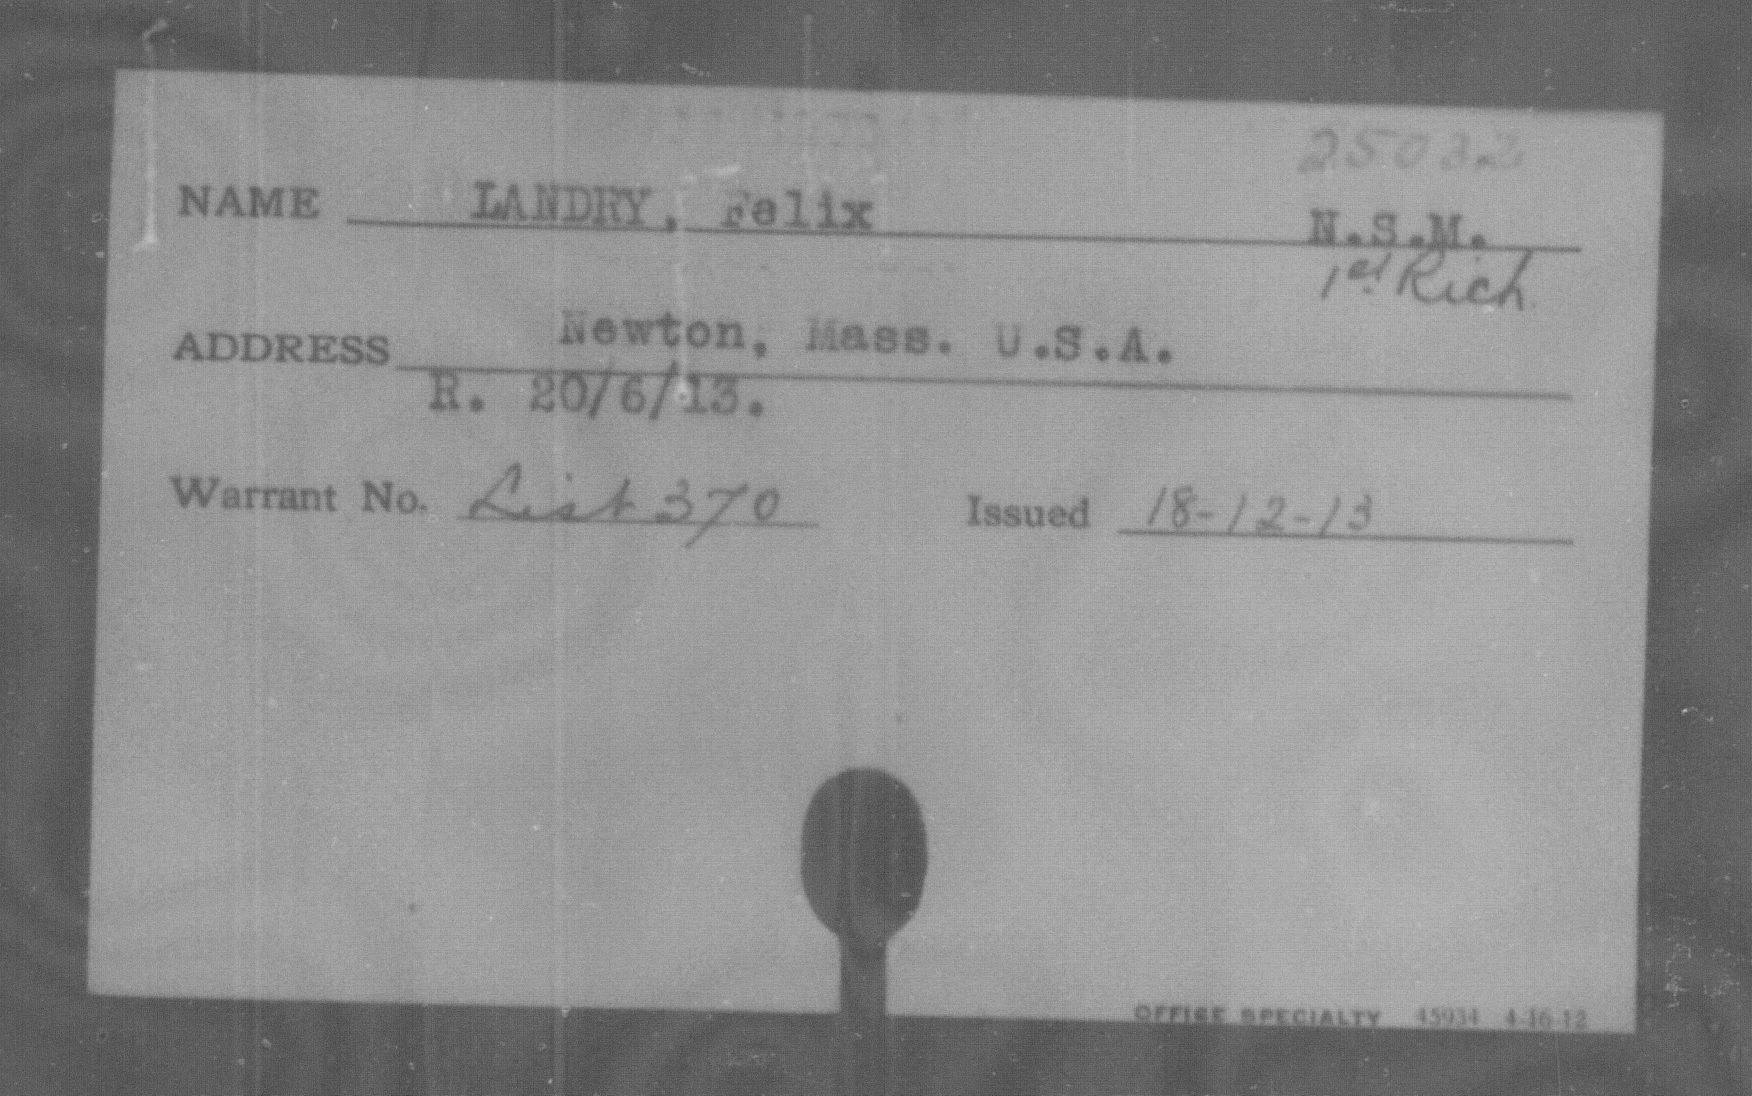 NAME LANDRY, Felix N.S.M.
1st Rich
ADDRESS Newton, Mass. U.S.A.
R. 20/6/13.
Warrant No. List 370 Issued 18-12-13
OFFICE SPECIALTY 45934 4-16-12